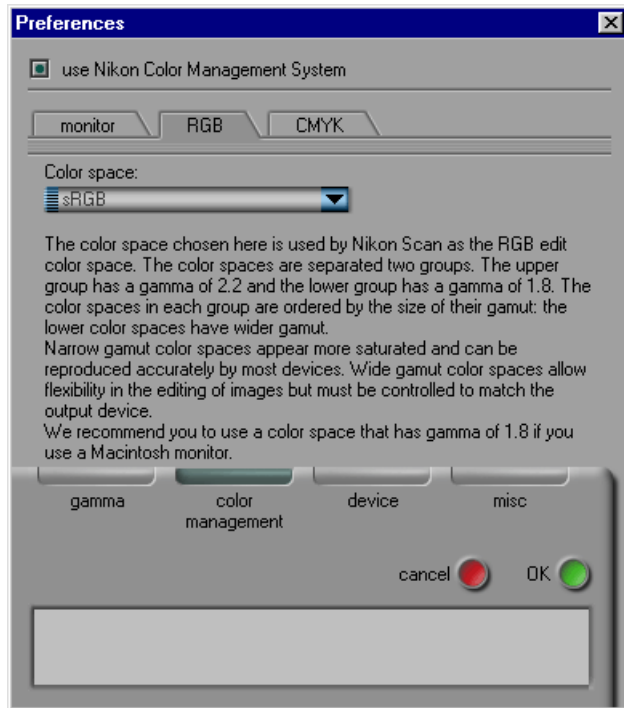 Preferences
use Nikon Color Management System
monitor RGB CMYK
Color space:
sRGB
The color space chosen here is used by Nikon Scan as the RGB edit
color space. The color spaces are separated two groups. The upper
group has a gamma of 2.2 and the lower group has a gamma of 1.8. The
color spaces in each group are ordered by the size of their gamut: the
lower color spaces have wider gamut.
Narrow gamut color spaces appear more saturated and can be
reproduced accurately by most devices. Wide gamut color spaces allow
flexibility in the editing of images but must be controlled to match the
output device.
We recommend you to use a color space that has gamma of 1.8 if you
use a Macintosh monitor.
gamma color device misc
management
cancel OK